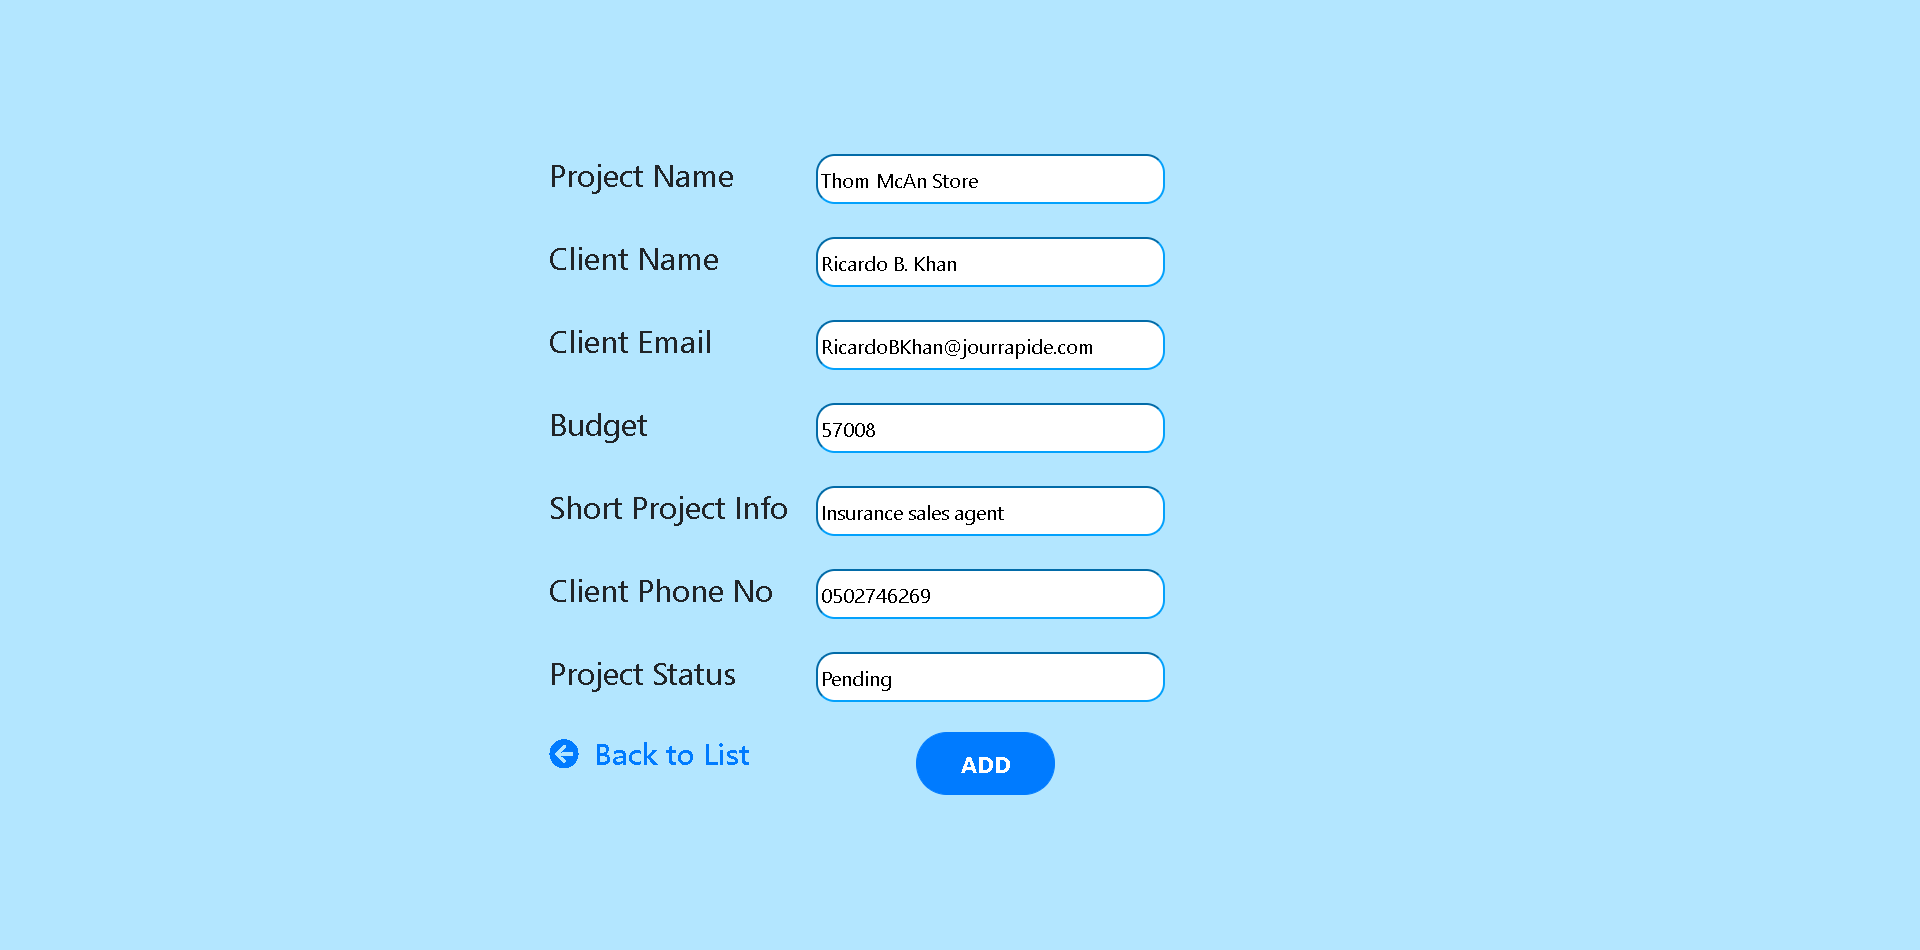 Project Name Thom McAn Store
Client Name Ricardo B. Khan
Client Email RicardoBKhan@jourrapide.com
Budget 57008
Short Project Info Insurance sales agent
Client Phone No 0502746269
Project Status Pending
Back to List ADD